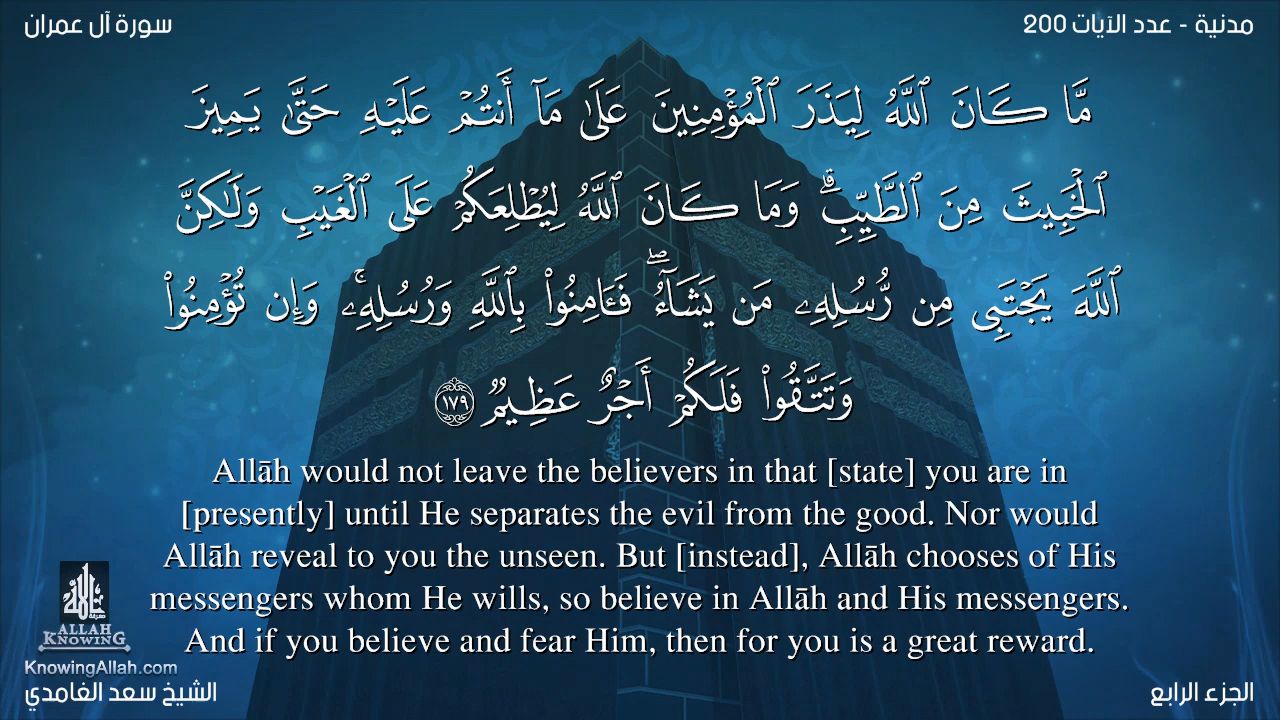 سورة آل عمران
مدنية - عدد الآيات 200
مَّا كَانَ ٱللَّهُ لِيَذَرَ ٱلْمُؤْمِنِينَ عَلَىٰ مَآ أَنتُمْ عَلَيْهِ حَتَّىٰ يَمِيزَ
ٱلْخَبِيثَ مِنَ ٱلطَّيِّبِ ۗ وَمَا كَانَ ٱللَّهُ لِيُطْلِعَكُمْ عَلَى ٱلْغَيْبِ وَلَـٰكِنَّ
ٱللَّهَ يَجْتَبِى مِن رُّسُلِهِۦ مَن يَشَآءُ ۖ فَـَٔامِنُوا۟ بِٱللَّهِ وَرُسُلِهِۦ ۚ وَإِن تُؤْمِنُوا۟
وَتَتَّقُوا۟ فَلَكُمْ أَجْرٌ عَظِيمٌ ١٧٩
Allāh would not leave the believers in that [state] you are in
[presently] until He separates the evil from the good. Nor would
Allāh reveal to you the unseen. But [instead], Allāh chooses of His
messengers whom He wills, so believe in Allāh and His messengers.
And if you believe and fear Him, then for you is a great reward.
ALLAH
KNOWING
KnowingAllah.com
الشيخ سعد الغامدي
الجزء الرابع